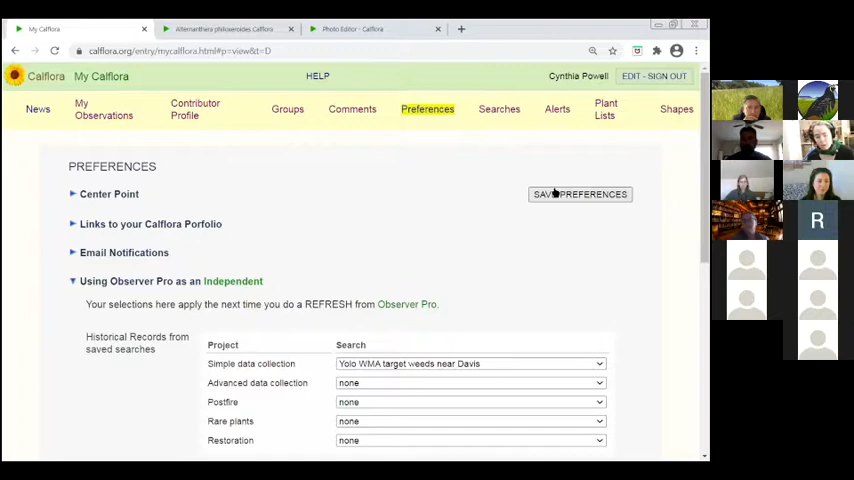 My Calflora
Alternanthera philoxeroides Calflora
Photo Editor - Calflora
calflora.org/entry/mycalflora.html#p=view&t=D
Calflora My Calflora HELP Cynthia Powell EDIT - SIGN OUT
News
My Observations
Contributor Profile
Groups
Comments
Preferences
Searches
Alerts
Plant Lists
Shapes
PREFERENCES
Center Point
SAVE PREFERENCES
Links to your Calflora Porfolio
Email Notifications
Using Observer Pro as an Independent
Your selections here apply the next time you do a REFRESH from Observer Pro.
Historical Records from
saved searches
Project Search
Simple data collection Yolo WMA target weeds near Davis
Advanced data collection none
Postfire none
Rare plants none
Restoration none
R